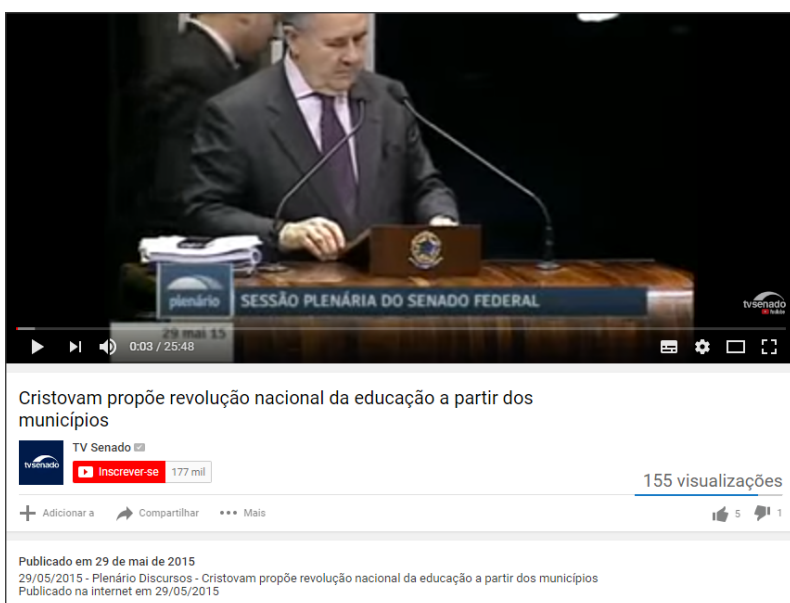 plenário
SESSÃO PLENÁRIA DO SENADO FEDERAL
29 mai 15
tvsenado
0:03 / 25:48
Cristovam propõe revolução nacional da educação a partir dos
municípios
tvsenado
TV Senado
Inscrever-se 177 mil
155 visualizações
Adicionar a Compartilhar Mais
5 1
Publicado em 29 de mai de 2015
29/05/2015 - Plenário Discursos - Cristovam propõe revolução nacional da educação a partir dos municípios
Publicado na internet em 29/05/2015